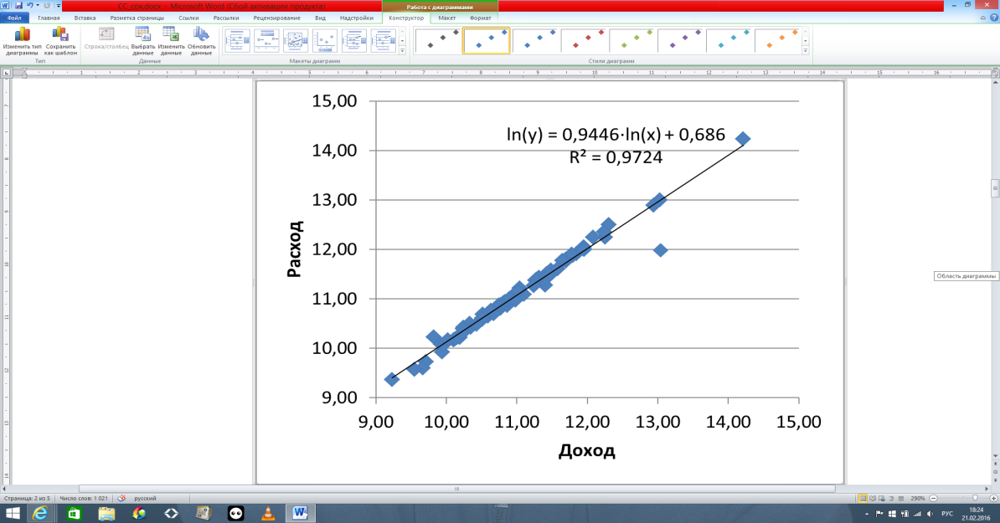 СС_сок.docx - Microsoft Word (Сбой активации продукта)
Работа с диаграммами
Файл Главная Вставка Разметка страницы Ссылки Рассылки Рецензирование Вид Надстройки Конструктор Макет Формат
Изменить тип диаграммы
Сохранить как шаблон
Строка/столбец
Выбрать данные
Изменить данные
Обновить данные
Тип
Данные
Макеты диаграмм
Стили диаграмм
15,00
14,00
13,00
12,00
11,00
10,00
9,00
ln(y) = 0,9446·ln(x) + 0,686
R² = 0,9724
Расход
9,00 10,00 11,00 12,00 13,00 14,00 15,00
Доход
Область диаграммы
Страница: 2 из 5 Число слов: 1 021 русский 290%
РУС
18:24
21.02.2016